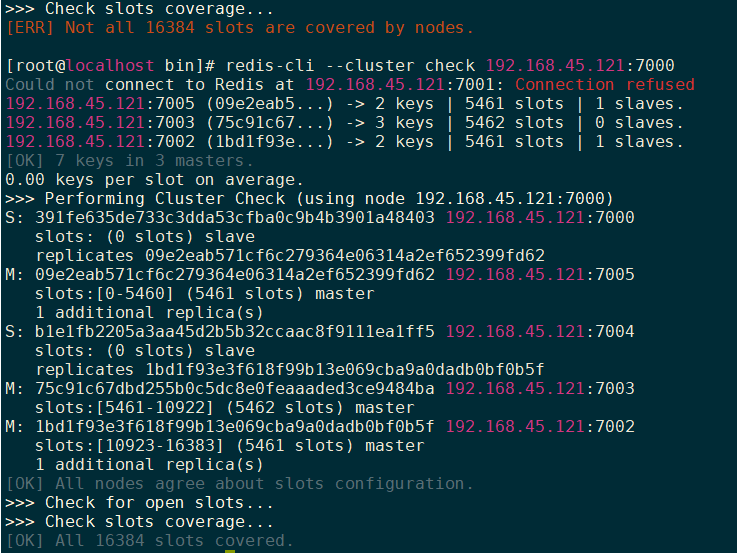 >>> Check slots coverage...
[ERR] Not all 16384 slots are covered by nodes.

[root@localhost bin]# redis-cli --cluster check 192.168.45.121:7000
Could not connect to Redis at 192.168.45.121:7001: Connection refused
192.168.45.121:7005 (09e2eab5...) -> 2 keys | 5461 slots | 1 slaves.
192.168.45.121:7003 (75c91c67...) -> 3 keys | 5462 slots | 0 slaves.
192.168.45.121:7002 (1bd1f93e...) -> 2 keys | 5461 slots | 1 slaves.
[OK] 7 keys in 3 masters.
0.00 keys per slot on average.
>>> Performing Cluster Check (using node 192.168.45.121:7000)
S: 391fe635de733c3dda53cfba0c9b4b3901a48403 192.168.45.121:7000
   slots: (0 slots) slave
   replicates 09e2eab571cf6c279364e06314a2ef652399fd62
M: 09e2eab571cf6c279364e06314a2ef652399fd62 192.168.45.121:7005
   slots:[0-5460] (5461 slots) master
   1 additional replica(s)
S: b1e1fb2205a3aa45d2b5b32ccaac8f9111ea1ff5 192.168.45.121:7004
   slots: (0 slots) slave
   replicates 1bd1f93e3f618f99b13e069cba9a0dadb0bf0b5f
M: 75c91c67dbd255b0c5dc8e0feaaaded3ce9484ba 192.168.45.121:7003
   slots:[5461-10922] (5462 slots) master
M: 1bd1f93e3f618f99b13e069cba9a0dadb0bf0b5f 192.168.45.121:7002
   slots:[10923-16383] (5461 slots) master
   1 additional replica(s)
[OK] All nodes agree about slots configuration.
>>> Check for open slots...
>>> Check slots coverage...
[OK] All 16384 slots covered.